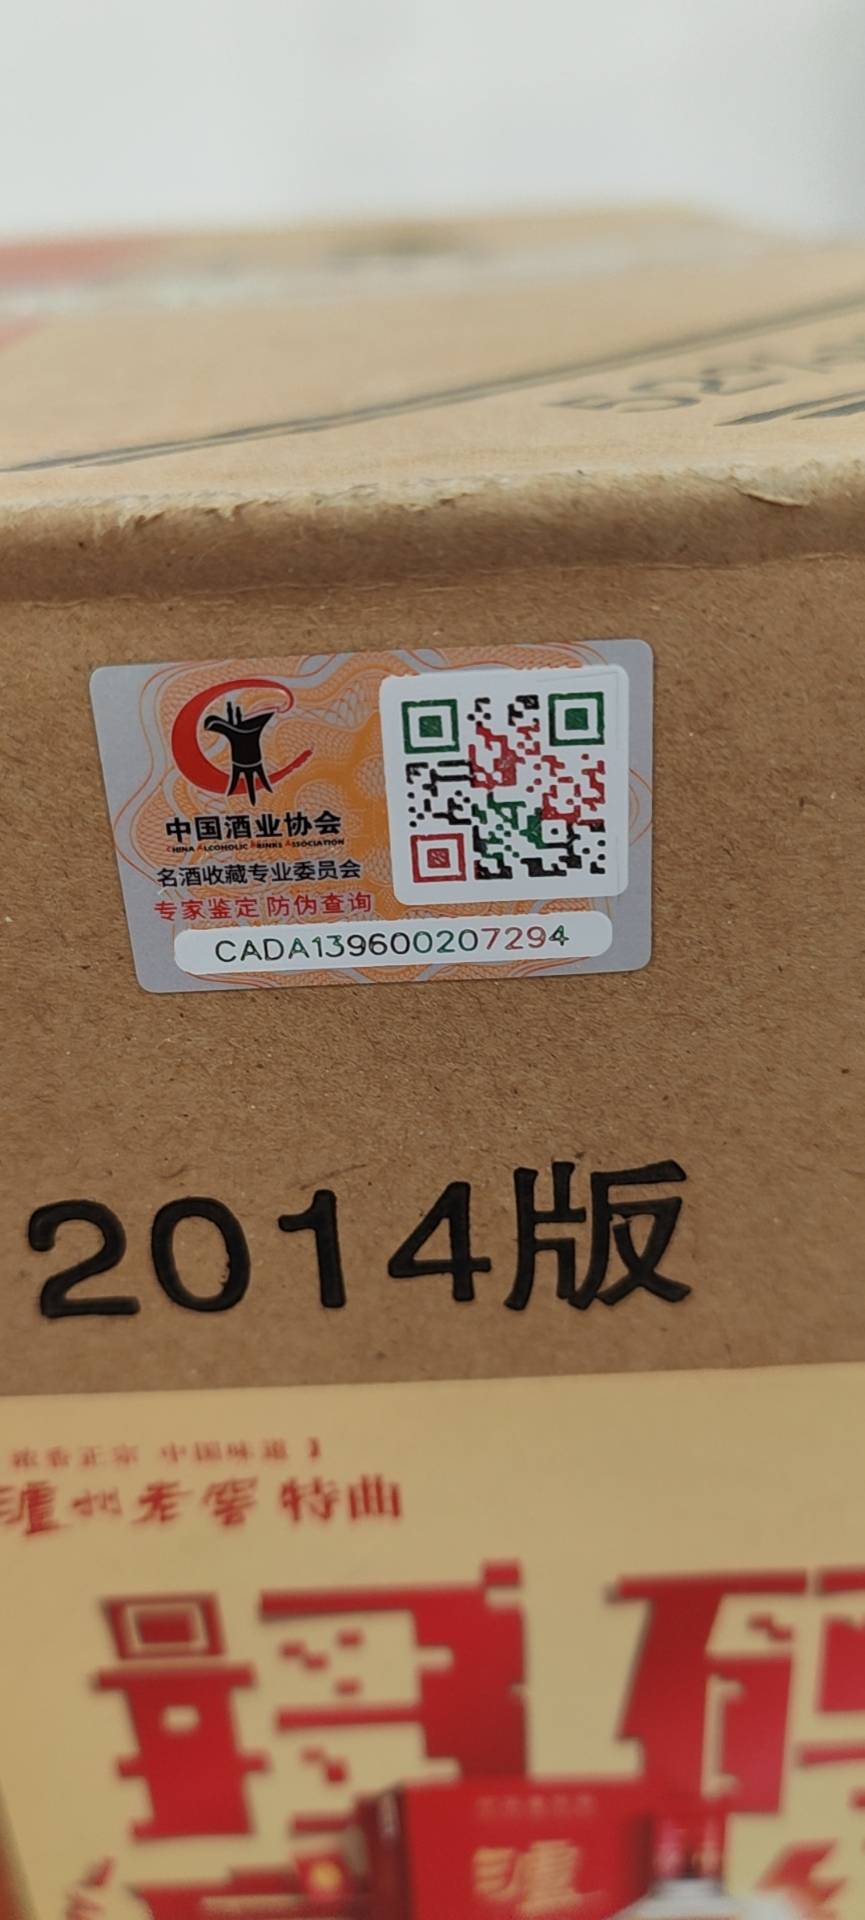 中国酒业协会
CHINA ALCOHOLIC DRINKS ASSOCIATION
名酒收藏专业委员会
专家鉴定 防伪查询
CADA139600207294
2014版
浓香正宗 中国味道】
泸州老窖 特曲
泸